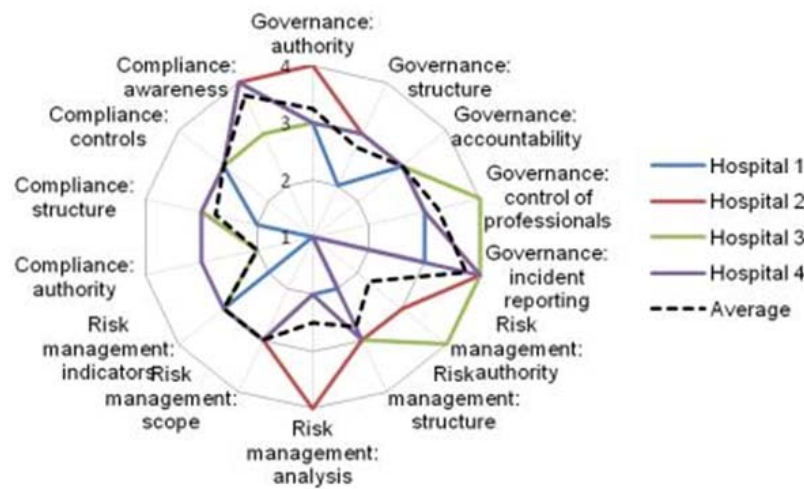 Governance:
authority
Governance:
structure
Governance:
accountability
Governance:
control of
professionals
Governance:
incident
reporting
Risk
management:
authority
Risk
management:
structure
Risk
management:
analysis
Risk
management:
scope
Risk
management:
indicators
Compliance:
authority
Compliance:
structure
Compliance:
controls
Compliance:
awareness
4
3
2
1
Hospital 1
Hospital 2
Hospital 3
Hospital 4
Average